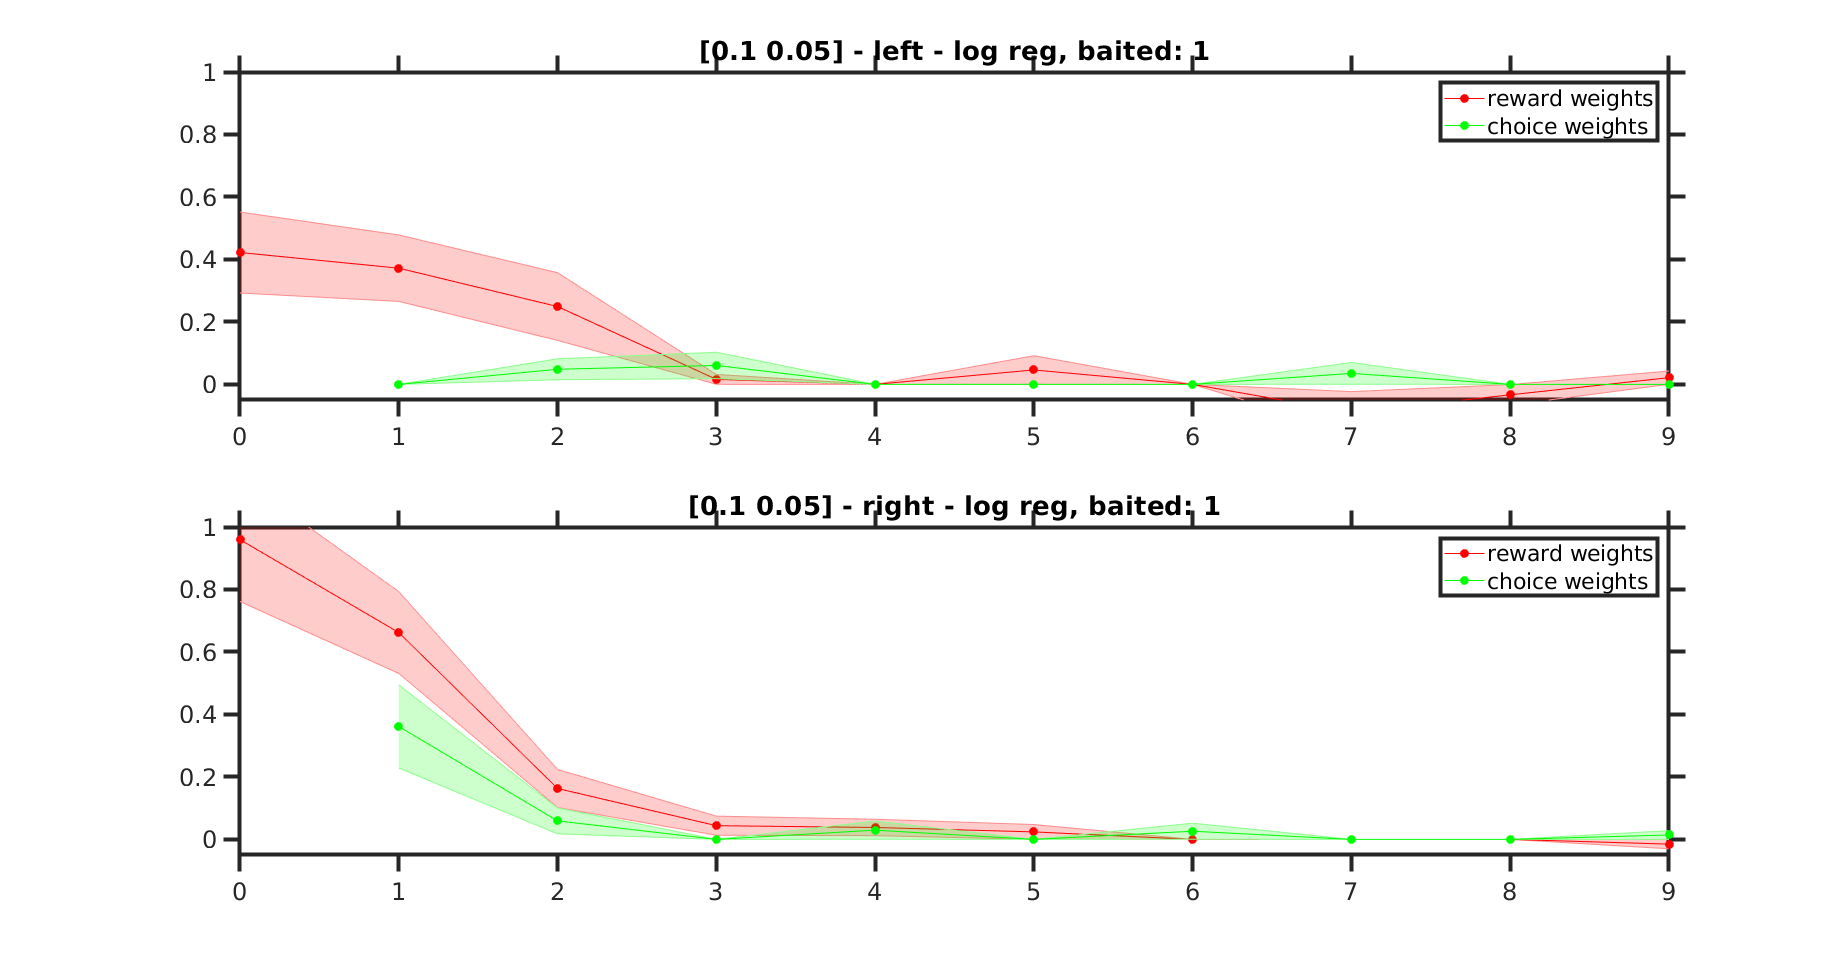 [0.1 0.05] - left - log reg, baited: 1
1
reward weights
choice weights
0.8
0.6
0.4
0.2
0
0 1 2 3 4 5 6 7 8 9
[0.1 0.05] - right - log reg, baited: 1
1
reward weights
choice weights
0.8
0.6
0.4
0.2
0
0 1 2 3 4 5 6 7 8 9